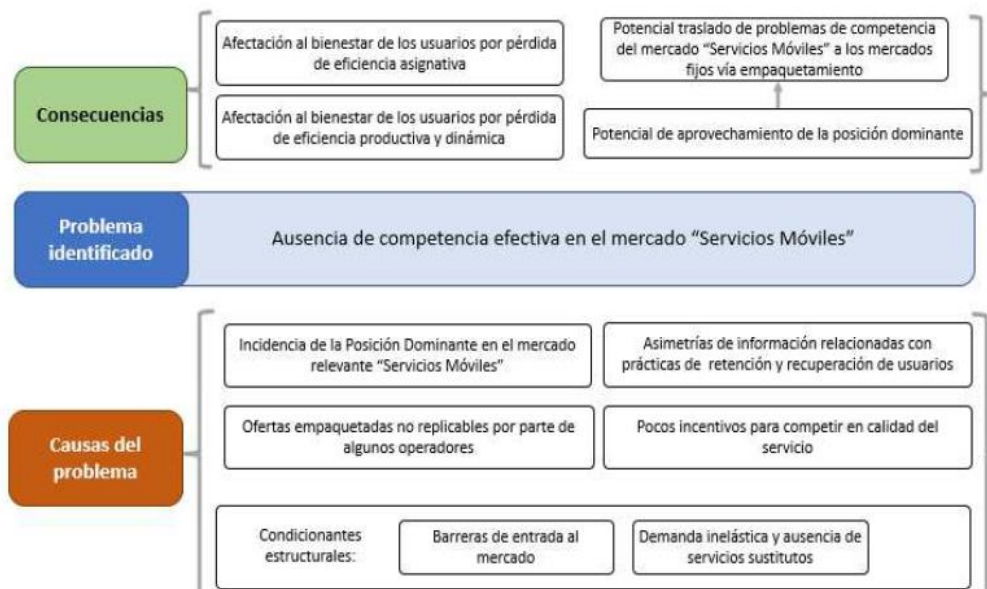 Consecuencias
Afectación al bienestar de los usuarios por pérdida
de eficiencia asignativa
Potencial traslado de problemas de competencia
del mercado “Servicios Móviles” a los mercados
fijos vía empaquetamiento
Afectación al bienestar de los usuarios por pérdida
de eficiencia productiva y dinámica
Potencial de aprovechamiento de la posición dominante
Problema
identificado
Ausencia de competencia efectiva en el mercado “Servicios Móviles”
Causas del
problema
Incidencia de la Posición Dominante en el mercado
relevante “Servicios Móviles”
Asimetrías de información relacionadas con
prácticas de retención y recuperación de usuarios
Ofertas empaquetadas no replicables por parte de
algunos operadores
Pocos incentivos para competir en calidad del
servicio
Condicionantes
estructurales:
Barreras de entrada al
mercado
Demanda inelástica y ausencia de
servicios sustitutos